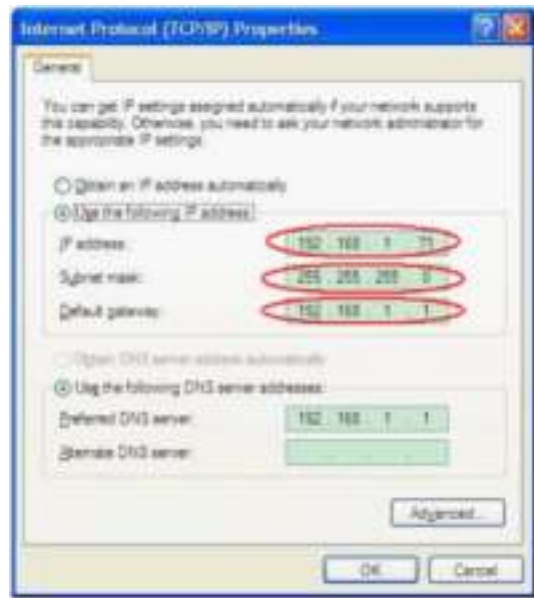 Internet Protocol (TCP/IP) Properties
General
You can get IP settings assigned automatically if your network supports
this capability. Otherwise, you need to ask your network administrator for
the appropriate IP settings.
Obtain an IP address automatically
Use the following IP address:
IP address: 192 . 168 . 1 .
Subnet mask: 255 . 255 . 255 . 0
Default gateway: 192 . 168 . 1 . 1
Obtain DNS server address automatically
Use the following DNS server addresses:
Preferred DNS server: 192 . 168 . 1 . 1
Alternate DNS server:
Advanced...
OK
Cancel